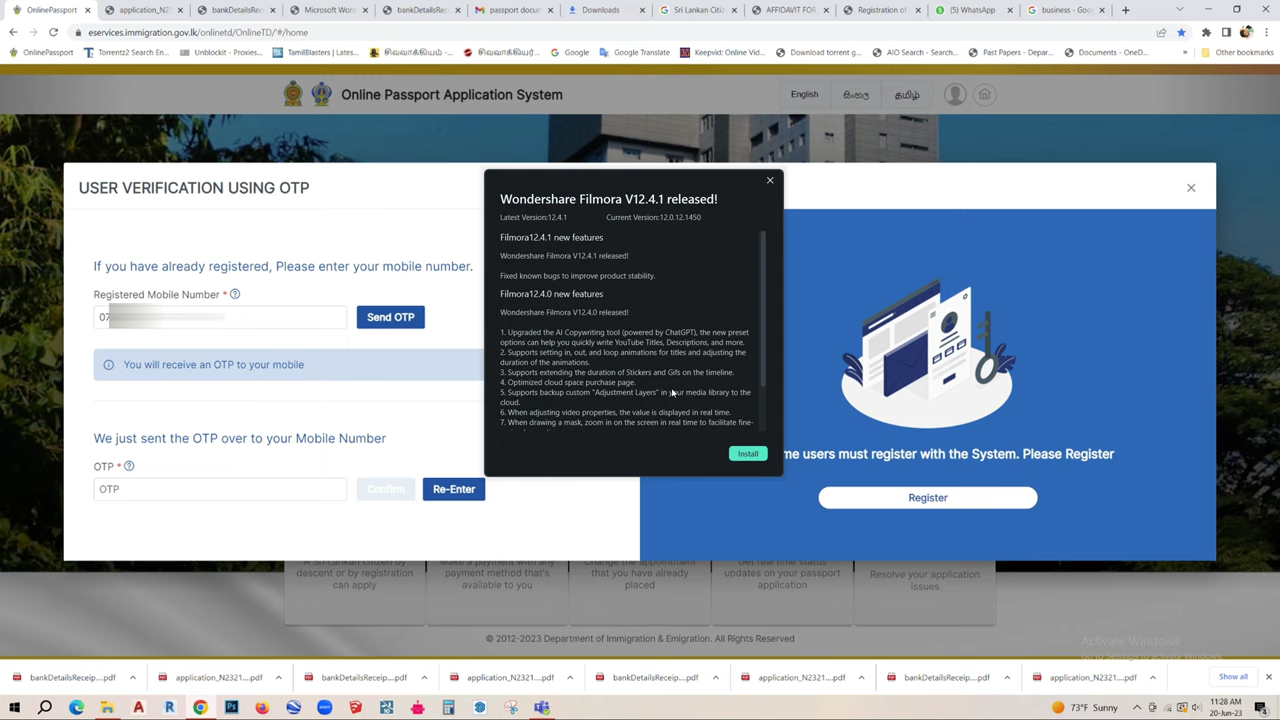 OnlinePassport
application_N23
bankDetailsRec
Microsoft Word
bankDetailsRec
passport docum
Downloads
Sri Lankan Citiz
AFFIDAVIT FOR
Registration of
(5) WhatsApp
business - Goo
eservices.immigration.gov.lk/onlinetd/OnlineTD/'#/home
OnlinePassport
Torrentz2 Search En...
Unblockit - Proxies...
TamilBlasters | Lates...
Google
Google Translate
Keepvid: Online Vid...
Download torrent g...
AIO Search - Search...
Past Papers - Depar...
Documents - OneD...
»
Other bookmarks
Online Passport Application System
English
සිංහල
தமிழ்
USER VERIFICATION USING OTP
If you have already registered, Please enter your mobile number.
Registered Mobile Number *
07
Send OTP
You will receive an OTP to your mobile
We just sent the OTP over to your Mobile Number
OTP *
OTP
Confirm
Re-Enter
Wondershare Filmora V12.4.1 released!
Latest Version:12.4.1 Current Version:12.0.12.1450
Filmora12.4.1 new features
Wondershare Filmora V12.4.1 released!
Fixed known bugs to improve product stability.
Filmora12.4.0 new features
Wondershare Filmora V12.4.0 released!
1. Upgraded the AI Copywriting tool (powered by ChatGPT), the new preset
options can help you quickly write YouTube Titles, Descriptions, and more.
2. Supports setting in, out, and loop animations for titles and adjusting the
duration of the animations.
3. Supports extending the duration of Stickers and Gifs on the timeline.
4. Optimized cloud space purchase page.
5. Supports backup custom "Adjustment Layers" in your media library to the
cloud.
6. When adjusting video properties, the value is displayed in real time.
7. When drawing a mask, zoom in on the screen in real time to facilitate fine-
Install
me users must register with the System. Please Register
Register
A Sri Lankan Citizen by
descent or by registration
can apply
Make a payment with any
payment method that's
available to you
Change the appointment
that you have already
placed
Get real time status
updates on your passport
application
Resolve your application
issues
© 2012-2023 Department of Immigration & Emigration. All Rights Reserved
Activate Windows
Go to Settings to activate Windows.
bankDetailsReceip....pdf
application_N2321....pdf
bankDetailsReceip....pdf
application_N2321....pdf
bankDetailsReceip....pdf
application_N2321....pdf
bankDetailsReceip....pdf
application_N2321....pdf
Show all
73°F Sunny
11:28 AM
20-Jun-23